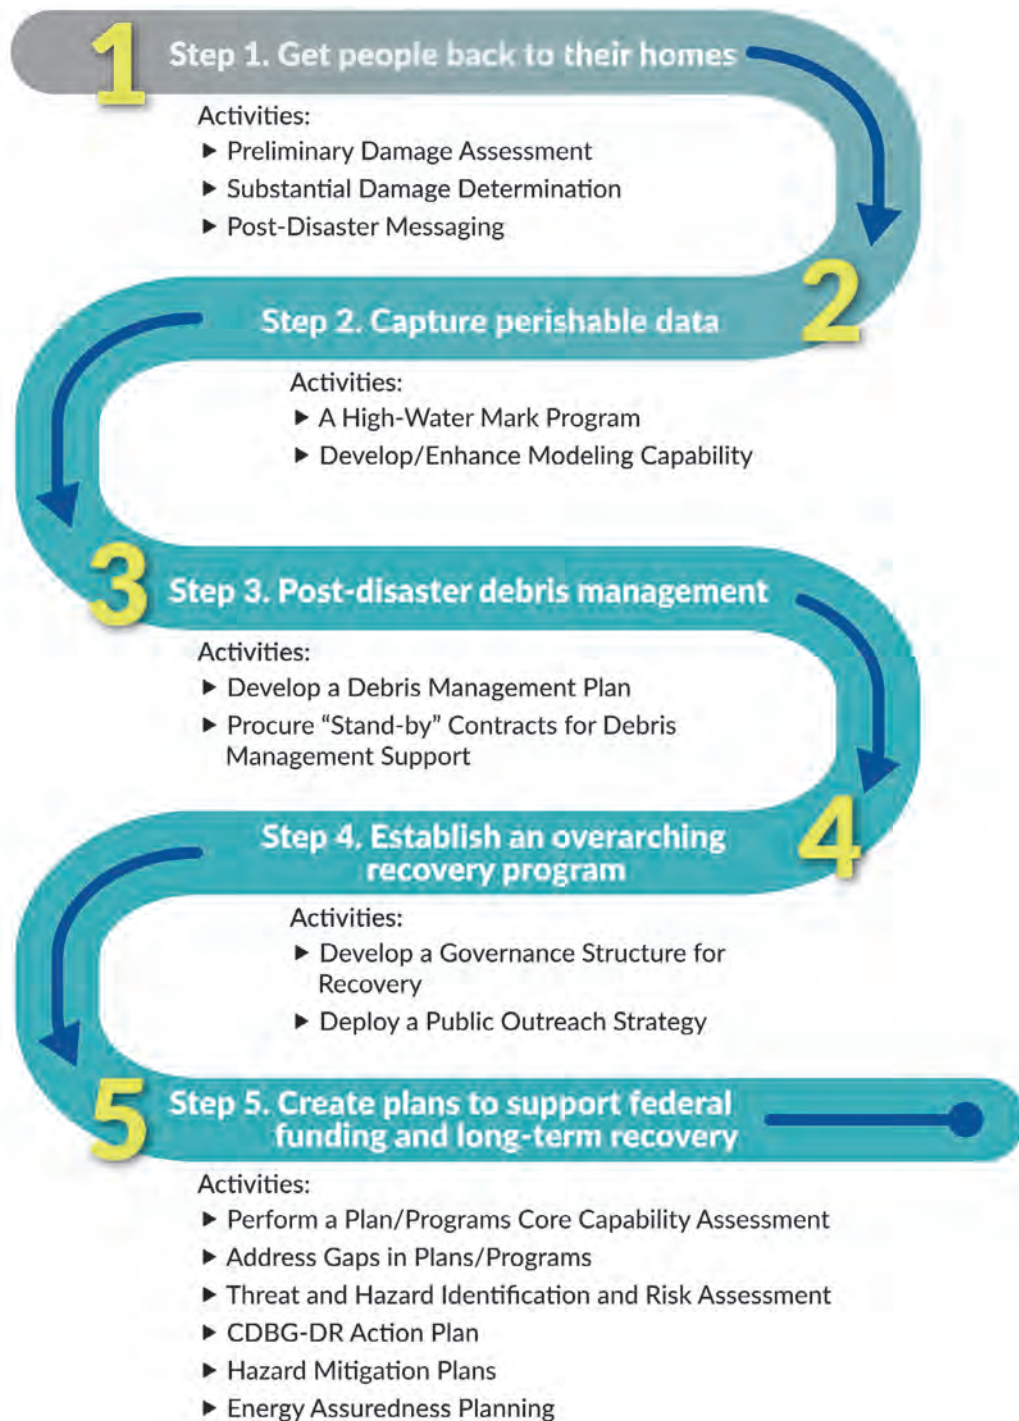 1
Step 1. Get people back to their homes
Activities:
▶ Preliminary Damage Assessment
▶ Substantial Damage Determination
▶ Post-Disaster Messaging
2
Step 2. Capture perishable data
Activities:
▶ A High-Water Mark Program
▶ Develop/Enhance Modeling Capability
3
Step 3. Post-disaster debris management
Activities:
▶ Develop a Debris Management Plan
▶ Procure “Stand-by” Contracts for Debris
Management Support
4
Step 4. Establish an overarching
recovery program
Activities:
▶ Develop a Governance Structure for
Recovery
▶ Deploy a Public Outreach Strategy
5
Step 5. Create plans to support federal
funding and long-term recovery
Activities:
▶ Perform a Plan/Programs Core Capability Assessment
▶ Address Gaps in Plans/Programs
▶ Threat and Hazard Identification and Risk Assessment
▶ CDBG-DR Action Plan
▶ Hazard Mitigation Plans
▶ Energy Assuredness Planning